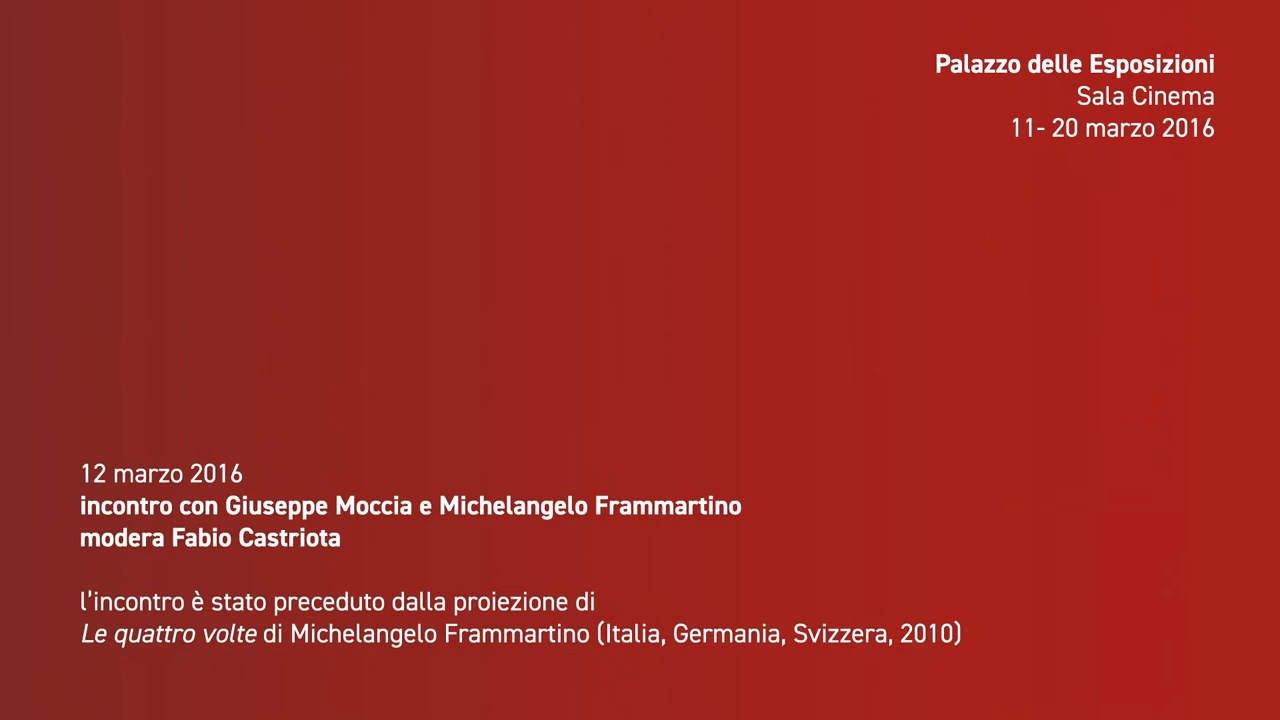 Palazzo delle Esposizioni
Sala Cinema
11- 20 marzo 2016
12 marzo 2016
incontro con Giuseppe Moccia e Michelangelo Frammartino
modera Fabio Castriota
l’incontro è stato preceduto dalla proiezione di
Le quattro volte di Michelangelo Frammartino (Italia, Germania, Svizzera, 2010)